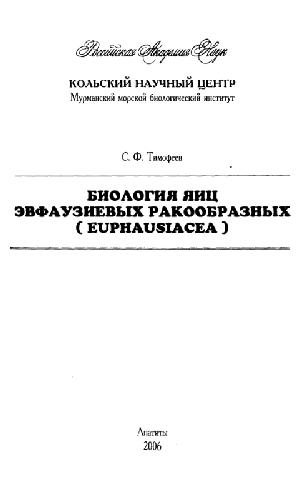 Российская Академия Наук
КОЛЬСКИЙ НАУЧНЫЙ ЦЕНТР
Мурманский морской биологический институт
С. Ф. Тимофеев
БИОЛОГИЯ ЯИЦ
ЭВФАУЗИЕВЫХ РАКООБРАЗНЫХ
( EUPHAUSIACEA )
Апатиты
2006